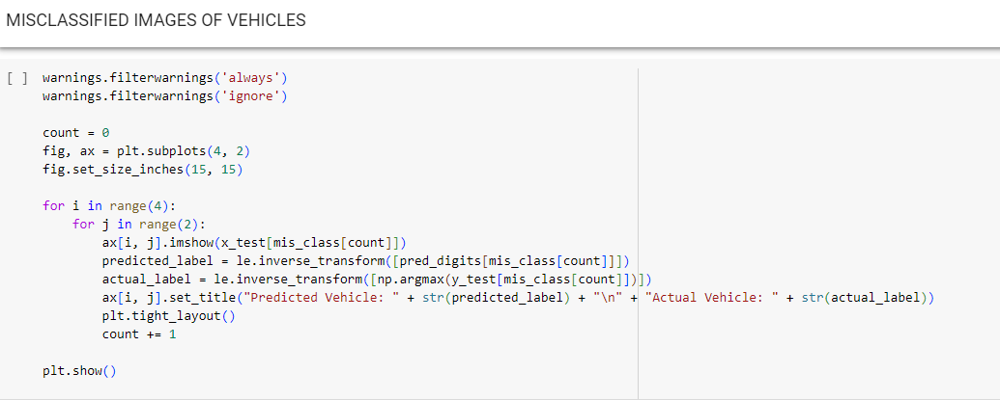 MISCLASSIFIED IMAGES OF VEHICLES
[ ] warnings.filterwarnings('always')
warnings.filterwarnings('ignore')
count = 0
fig, ax = plt.subplots(4, 2)
fig.set_size_inches(15, 15)
for i in range(4):
for j in range(2):
ax[i, j].imshow(x_test[mis_class[count]])
predicted_label = le.inverse_transform([pred_digits[mis_class[count]]])
actual_label = le.inverse_transform([np.argmax(y_test[mis_class[count]])])
ax[i, j].set_title("Predicted Vehicle: " + str(predicted_label) + "\n" + "Actual Vehicle: " + str(actual_label))
plt.tight_layout()
count += 1
plt.show()